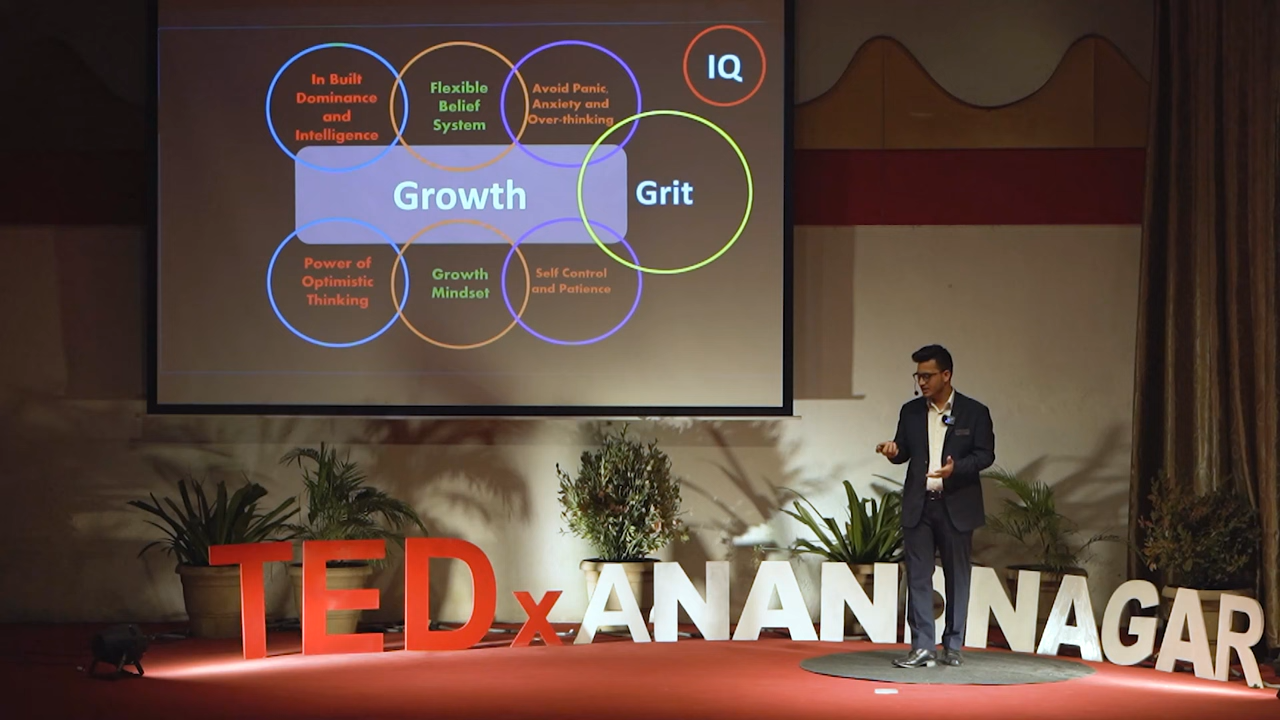 In Built
Dominance
and
Intelligence
Flexible
Belief
System
Avoid Panic,
Anxiety and
Over-thinking
IQ
Growth
Grit
Power of
Optimistic
Thinking
Growth
Mindset
Self Control
and Patience
TEDxANANDNAGAR